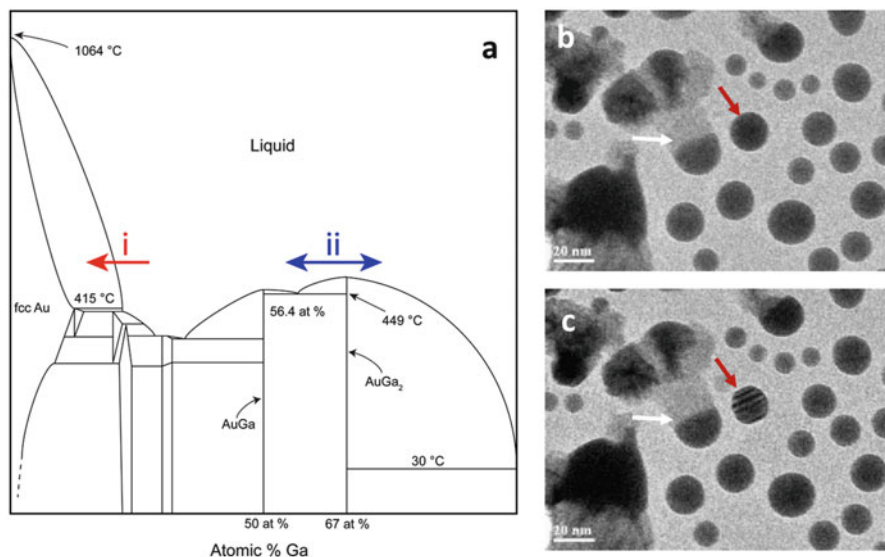 a
1064 °C
Liquid
i
ii
fcc Au
415 °C
56.4 at %
449 °C
AuGa
AuGa₂
30 °C
50 at %
67 at %
Atomic % Ga
b
20 nm
c
20 nm